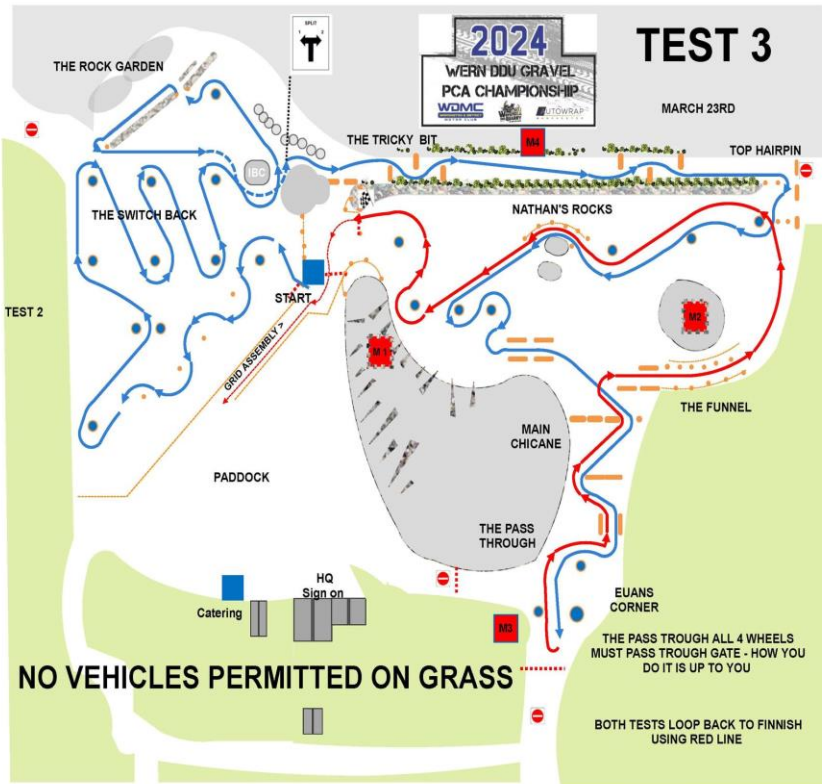 SPLIT
1 2
2024
WERN DDU GRAVEL
PCA CHAMPIONSHIP
WDMC
AUTOWRAP
TEST 3
MARCH 23RD
THE ROCK GARDEN
THE TRICKY BIT
M4
TOP HAIRPIN
IBC
THE SWITCH BACK
NATHAN'S ROCKS
START
TEST 2
GRID ASSEMBLY >
M 1
M2
THE FUNNEL
MAIN
CHICANE
PADDOCK
THE PASS
THROUGH
HQ
Sign on
Catering
EUANS
CORNER
M3
THE PASS TROUGH ALL 4 WHEELS
MUST PASS TROUGH GATE - HOW YOU
DO IT IS UP TO YOU
NO VEHICLES PERMITTED ON GRASS
BOTH TESTS LOOP BACK TO FINNISH
USING RED LINE